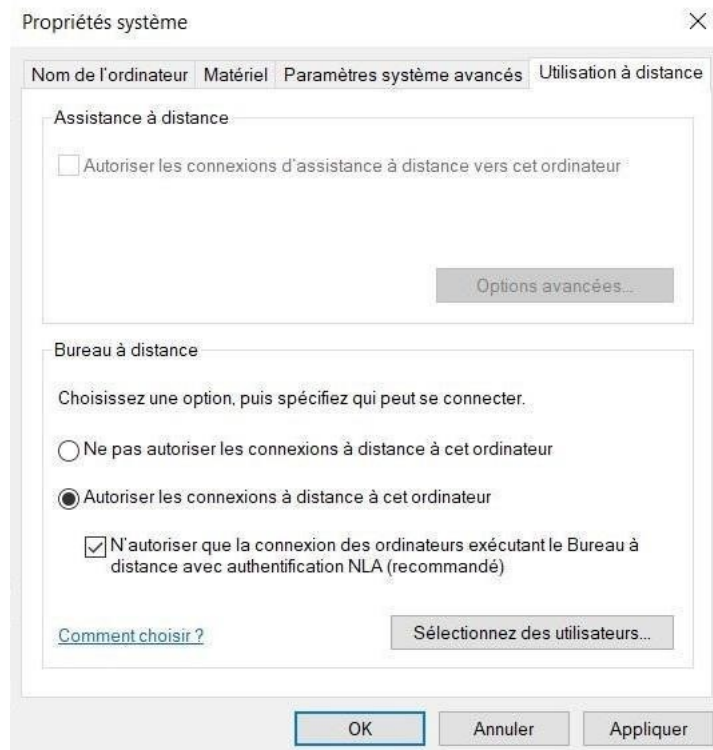 Propriétés système
Nom de l'ordinateur Matériel Paramètres système avancés Utilisation à distance
Assistance à distance
Autoriser les connexions d'assistance à distance vers cet ordinateur
Options avancées...
Bureau à distance
Choisissez une option, puis spécifiez qui peut se connecter.
Ne pas autoriser les connexions à distance à cet ordinateur
Autoriser les connexions à distance à cet ordinateur
N'autoriser que la connexion des ordinateurs exécutant le Bureau à
distance avec authentification NLA (recommandé)
Comment choisir ?
Sélectionnez des utilisateurs...
OK Annuler Appliquer